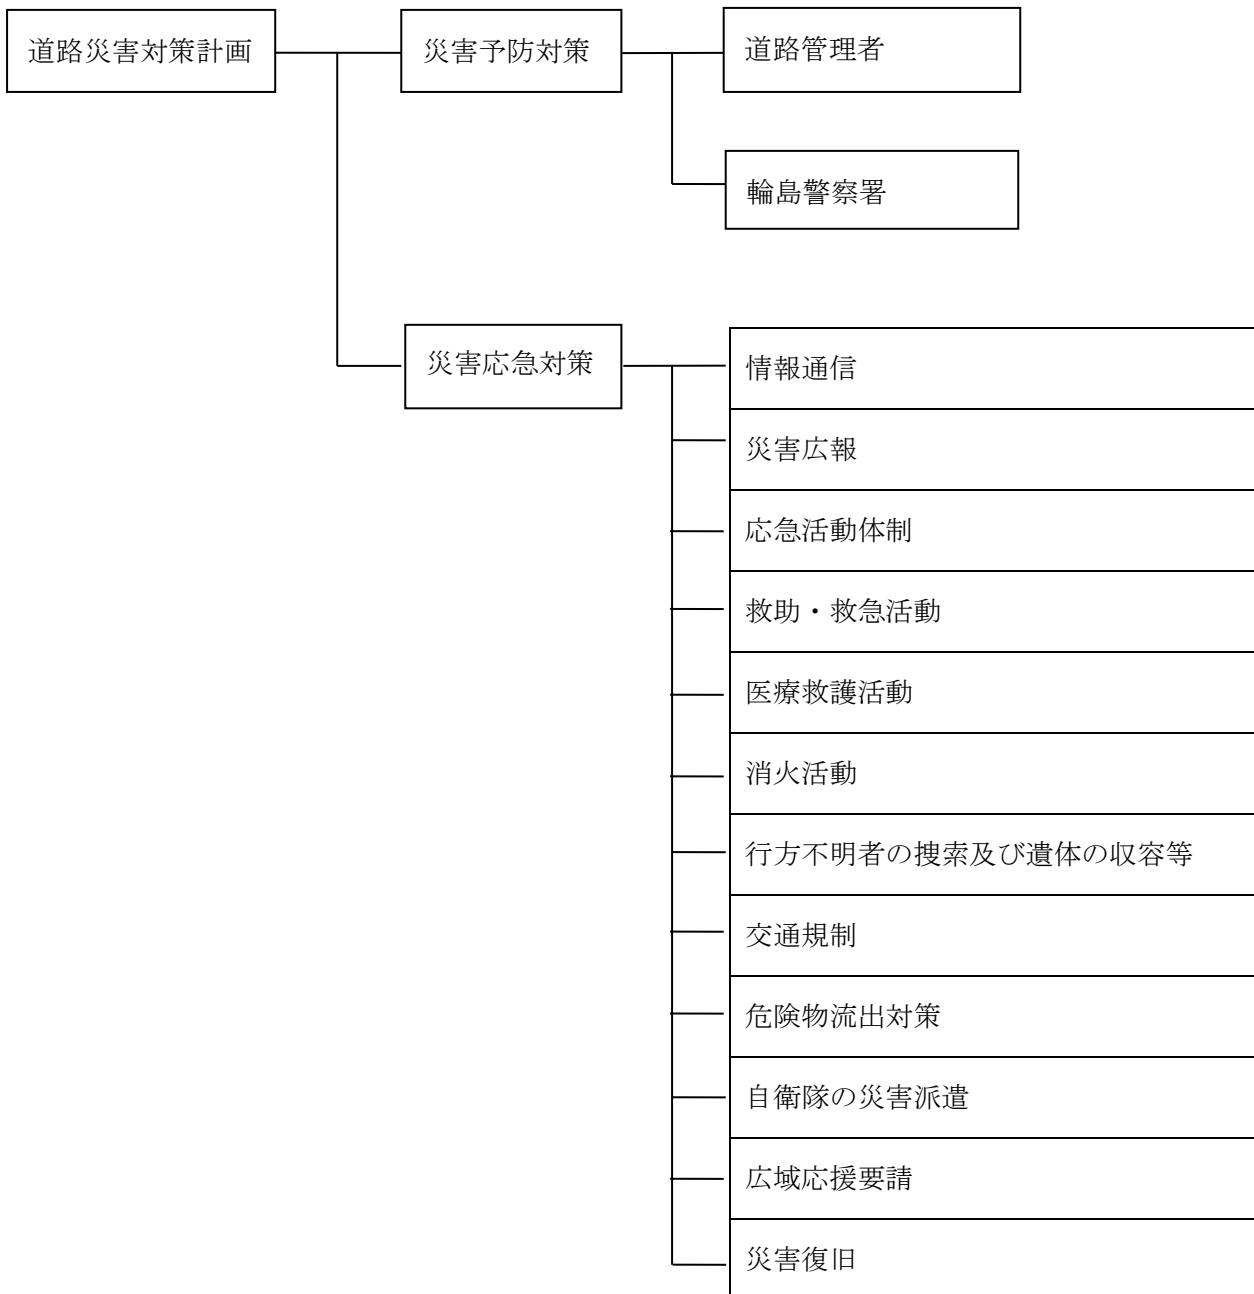 道路災害対策計画
災害予防対策
道路管理者
輪島警察署
災害応急対策
情報通信
災害広報
応急活動体制
救助・救急活動
医療救護活動
消火活動
行方不明者の捜索及び遺体の収容等
交通規制
危険物流出対策
自衛隊の災害派遣
広域応援要請
災害復旧